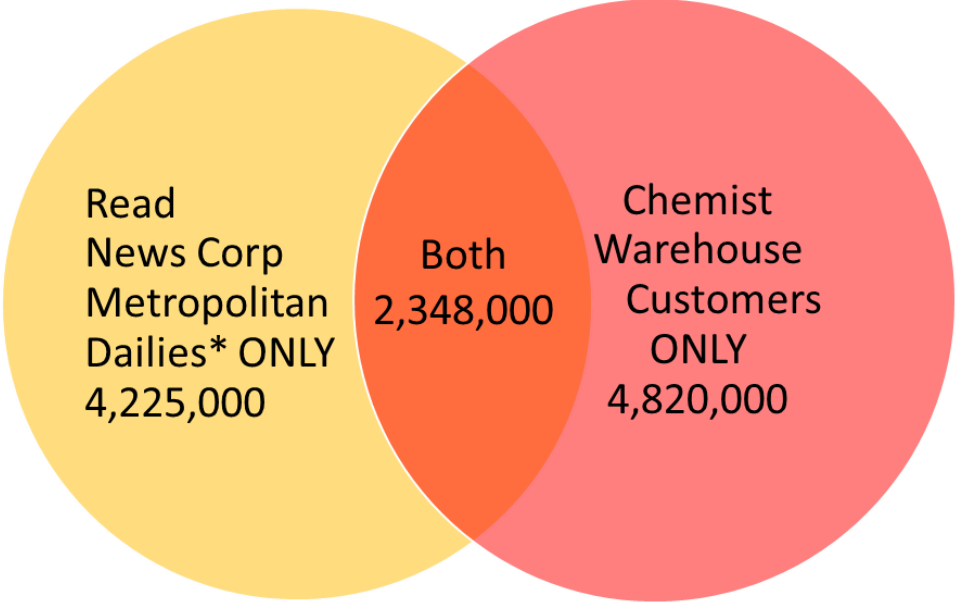 Read
News Corp
Metropolitan
Dailies* ONLY
4,225,000
Both
2,348,000
Chemist
Warehouse
Customers
ONLY
4,820,000